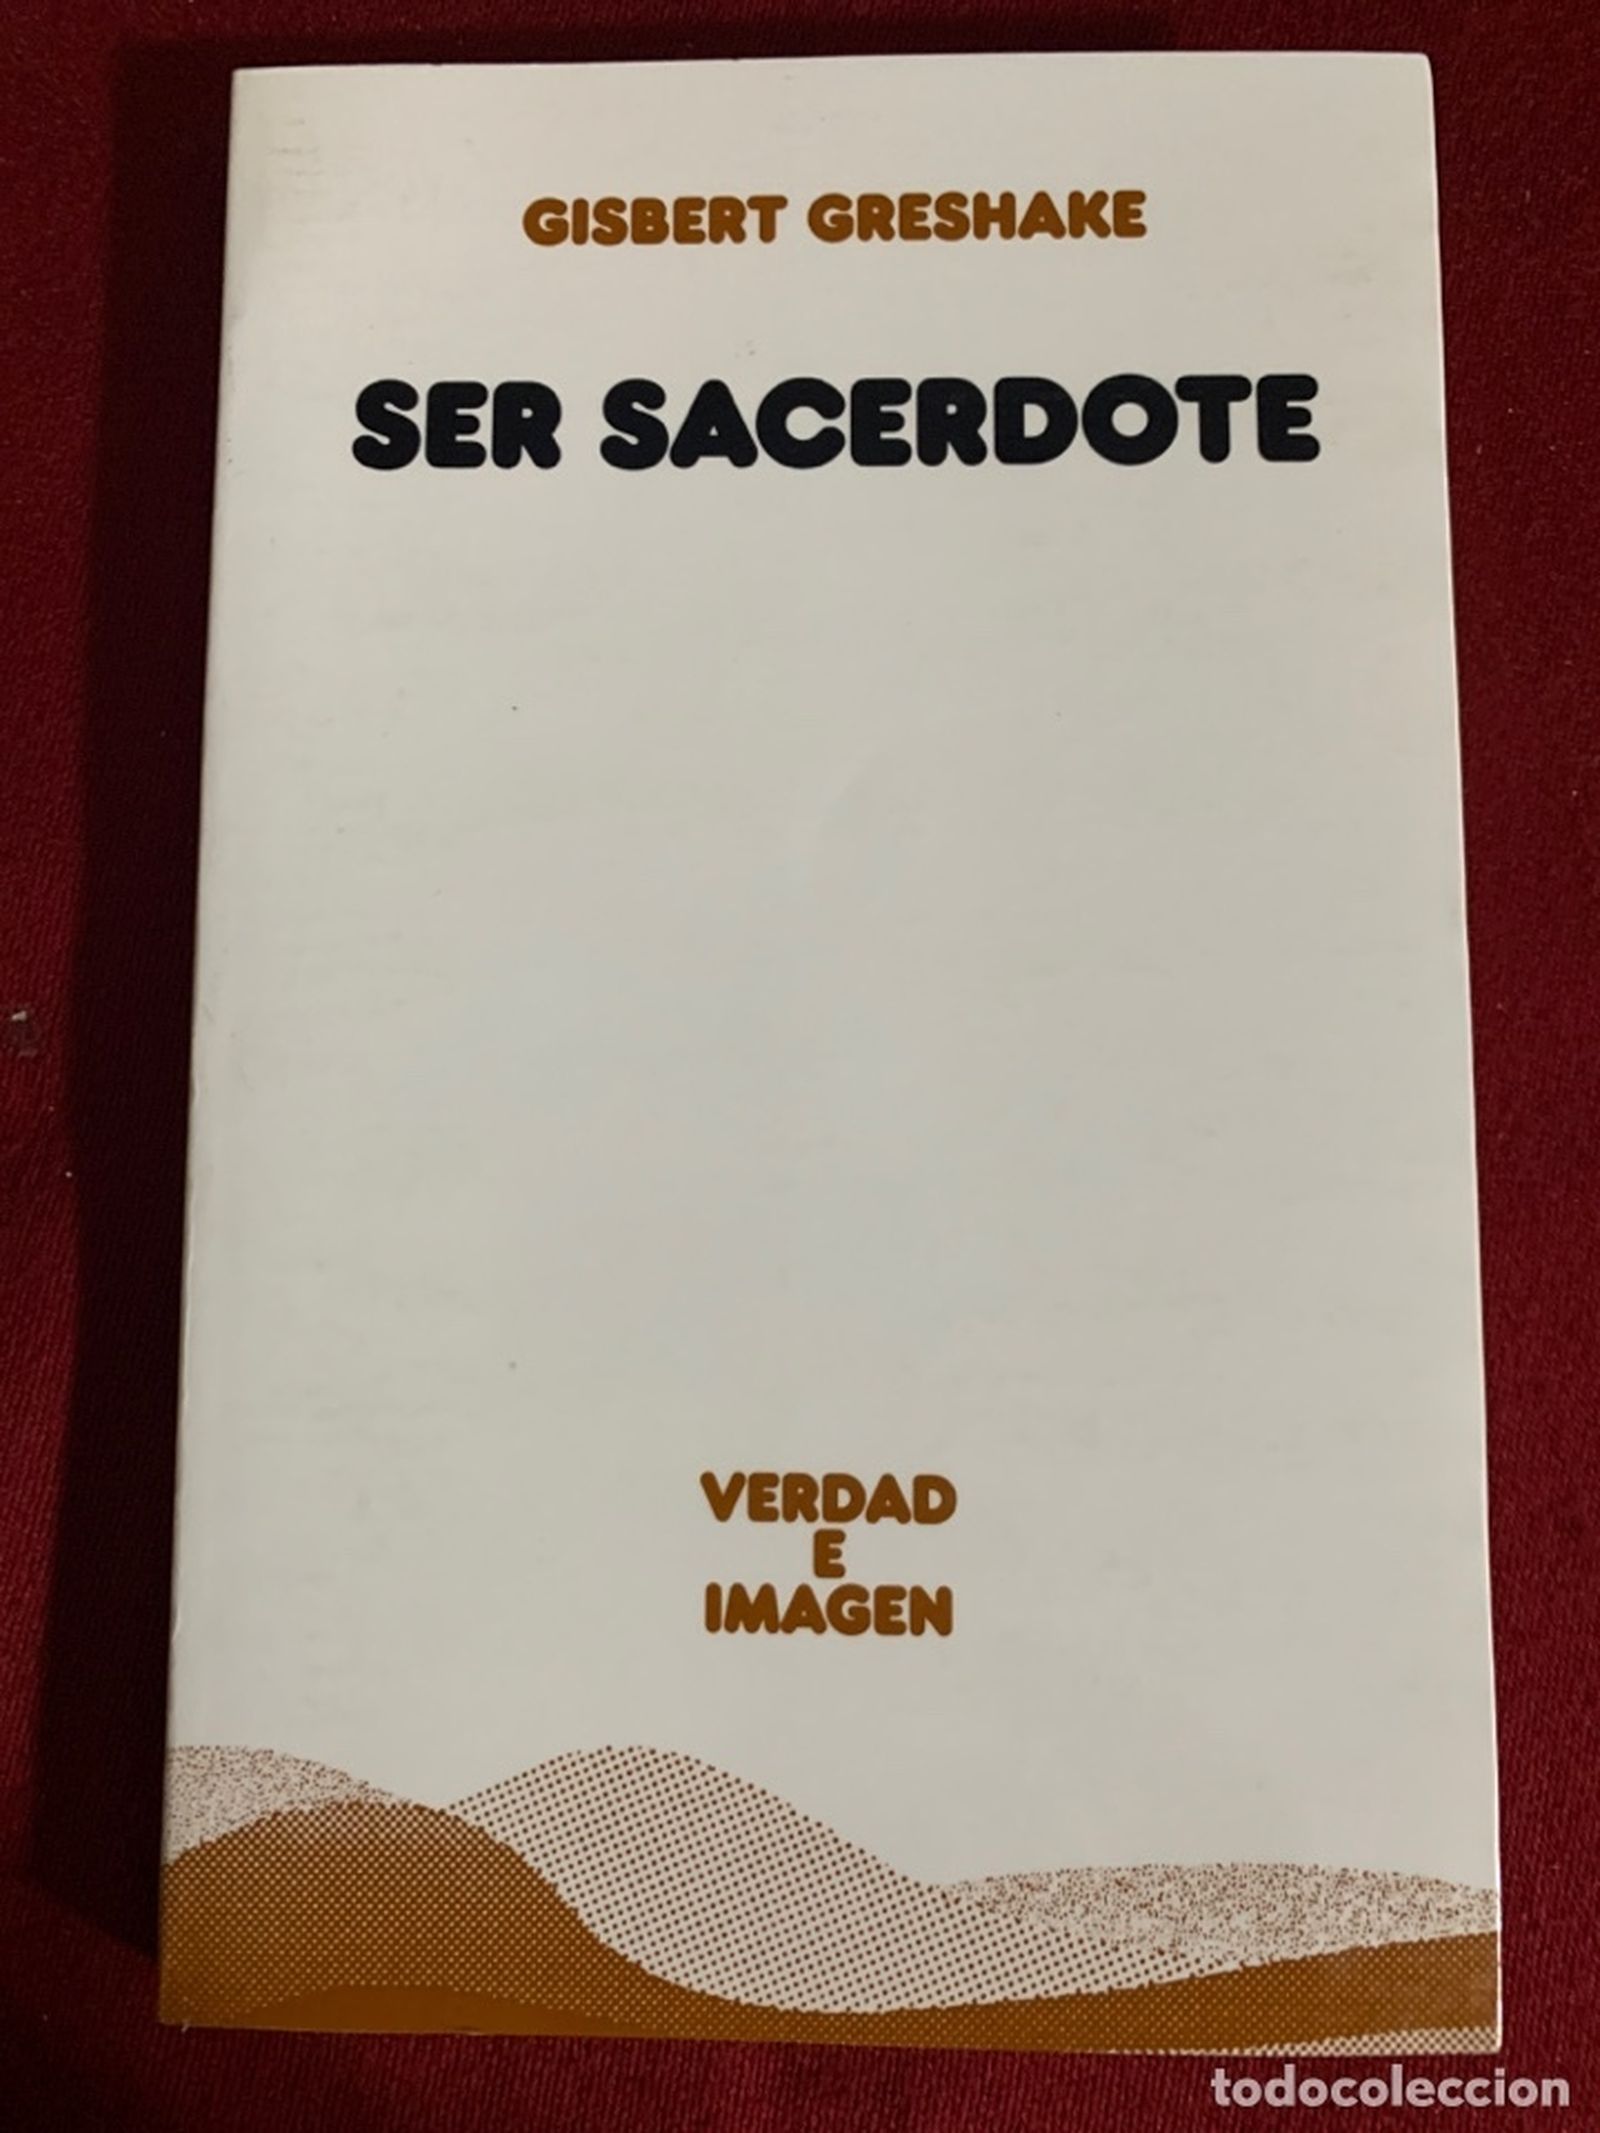 GISBERT GRESHAKE
SER SACERDOTE
VERDAD
E
IMAGEN
todocoleccion